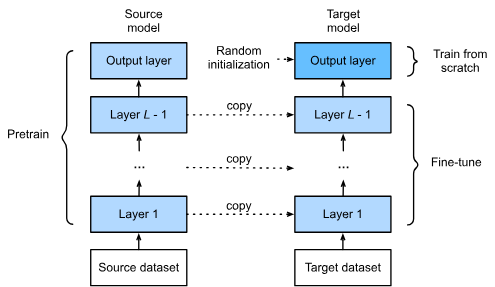 Source
model
Target
model
Output layer
Random
initialization
Output layer
Train from
scratch
Pretrain
Layer L - 1
copy
Layer L - 1
...
copy
...
Fine-tune
Layer 1
copy
Layer 1
Source dataset
Target dataset